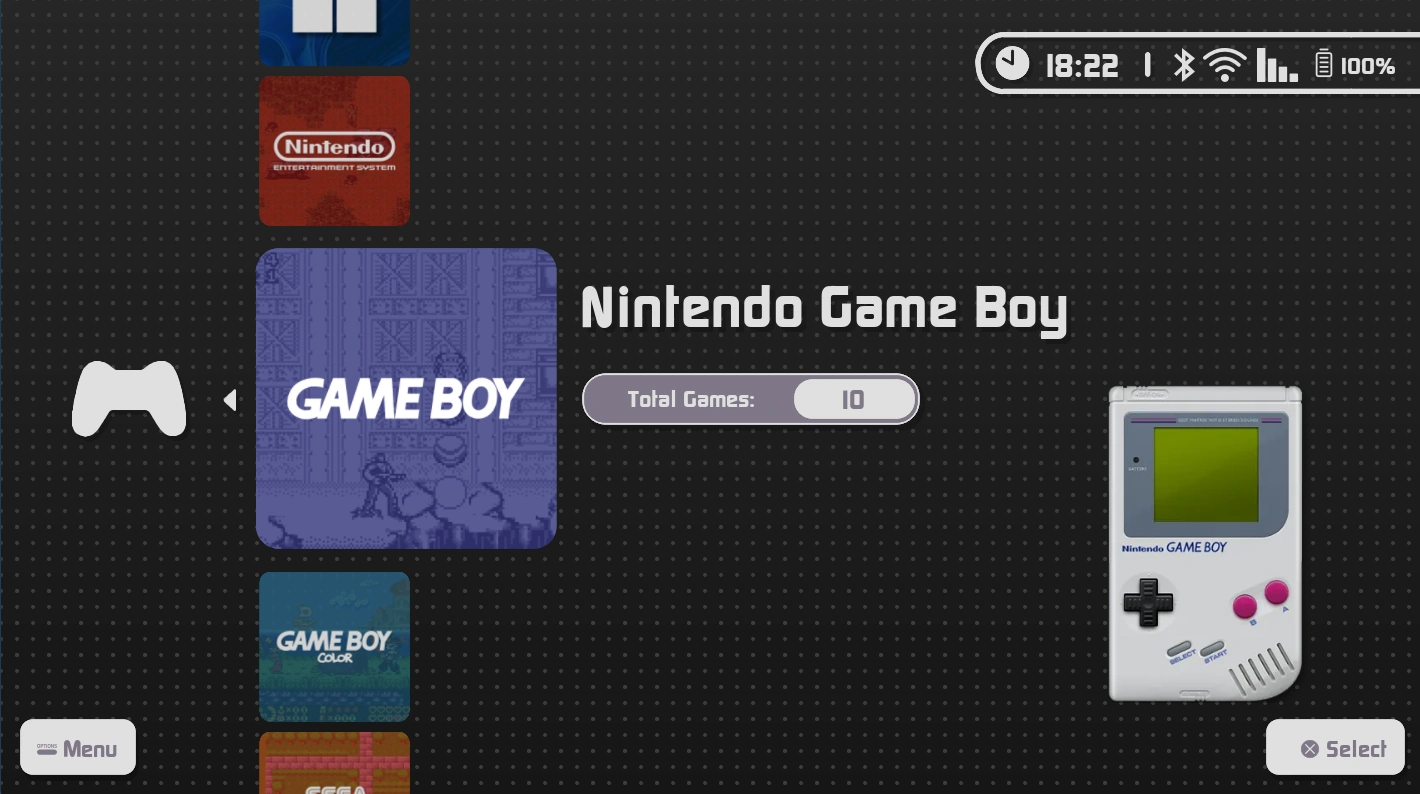 18:22
100%
Nintendo
ENTERTAINMENT SYSTEM
GAME BOY
Nintendo Game Boy
Total Games: 10
Nintendo GAME BOY
B
A
SELECT
START
GAME BOY
COLOR
OPTIONS
Menu
Select
SEGA